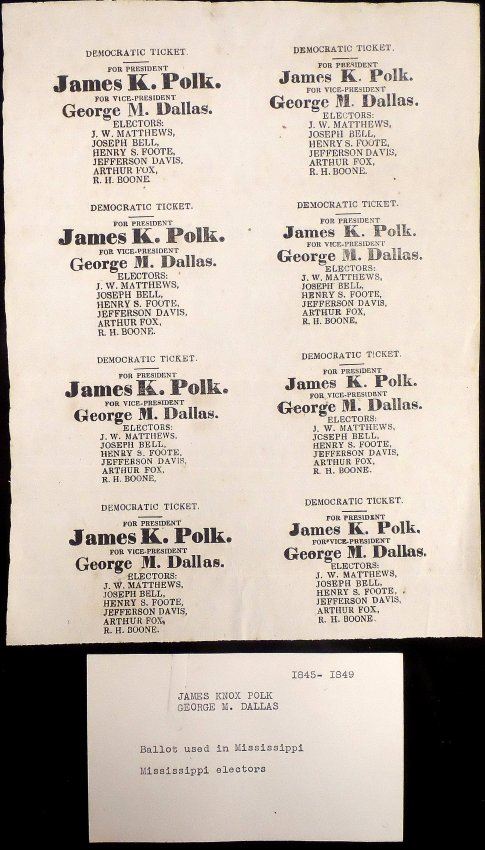 DEMOCRATIC TICKET.
FOR PRESIDENT
James K. Polk.
FOR VICE-PRESIDENT
George M. Dallas.
ELECTORS:
J. W. MATTHEWS,
JOSEPH BELL,
HENRY S. FOOTE,
JEFFERSON DAVIS,
ARTHUR FOX,
R. H. BOONE.
DEMOCRATIC TICKET.
FOR PRESIDENT
James K. Polk.
FOR VICE-PRESIDENT
George M. Dallas.
ELECTORS:
J. W. MATTHEWS,
JOSEPH BELL,
HENRY S. FOOTE,
JEFFERSON DAVIS,
ARTHUR FOX,
R. H. BOONE.
DEMOCRATIC TICKET.
FOR PRESIDENT
James K. Polk.
FOR VICE-PRESIDENT
George M. Dallas.
ELECTORS:
J. W. MATTHEWS,
JOSEPH BELL,
HENRY S. FOOTE,
JEFFERSON DAVIS,
ARTHUR FOX,
R. H. BOONE.
DEMOCRATIC TICKET.
FOR PRESIDENT
James K. Polk.
FOR VICE-PRESIDENT
George M. Dallas.
ELECTORS:
J. W. MATTHEWS,
JOSEPH BELL,
HENRY S. FOOTE,
JEFFERSON DAVIS,
ARTHUR FOX,
R. H. BOONE,
DEMOCRATIC TICKET.
FOR PRESIDENT
James K. Polk.
FOR VICE-PRESIDENT
George M. Dallas.
ELECTORS:
J. W. MATTHEWS.
JOSEPH BELL,
HENRY S. FOOTE,
JEFFERSON DAVIS,
ARTHUR FOX,
R. H. BOONE,
DEMOCRATIC TICKET.
FOR PRESIDENT
James K. Polk.
FOR VICE-PRESIDENT
George M. Dallas.
ELECTORS:
J. W. MATTHEWS,
JOSEPH BELL,
HENRY S. FOOTE,
JEFFERSON DAVIS,
ARTHUR FOX,
R. H. BOONE.
DEMOCRATIC TICKET.
FOR PRESIDENT
James K. Polk.
FOR VICE-PRESIDENT
George M. Dallas.
ELECTORS:
J. W. MATTHEWS,
JOSEPH BELL,
HENRY S. FOOTE,
JEFFERSON DAVIS,
ARTHUR FOX,
R. H. BOONE.
DEMOCRATIC TICKET.
FOR PRESIDENT
James K. Polk.
FOR VICE-PRESIDENT
George M. Dallas.
ELECTORS:
J. W. MATTHEWS,
JOSEPH BELL,
HENRY S. FOOTE,
JEFFERSON DAVIS,
ARTHUR FOX,
R. H. BOONE.
1845- 1849
JAMES KNOX POLK
GEORGE M. DALLAS
Ballot used in Mississippi
Mississippi electors